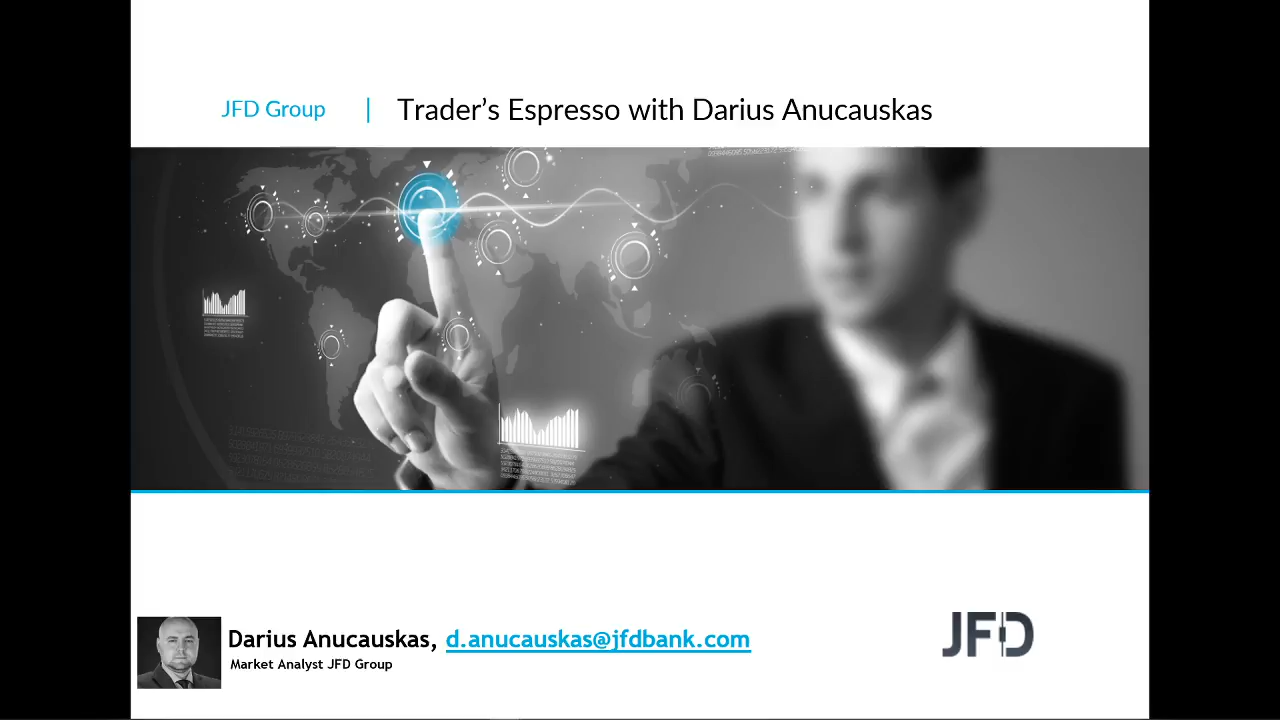 JFD Group | Trader’s Espresso with Darius Anucauskas
Darius Anucauskas, d.anucauskas@jfdbank.com
Market Analyst JFD Group
JFD